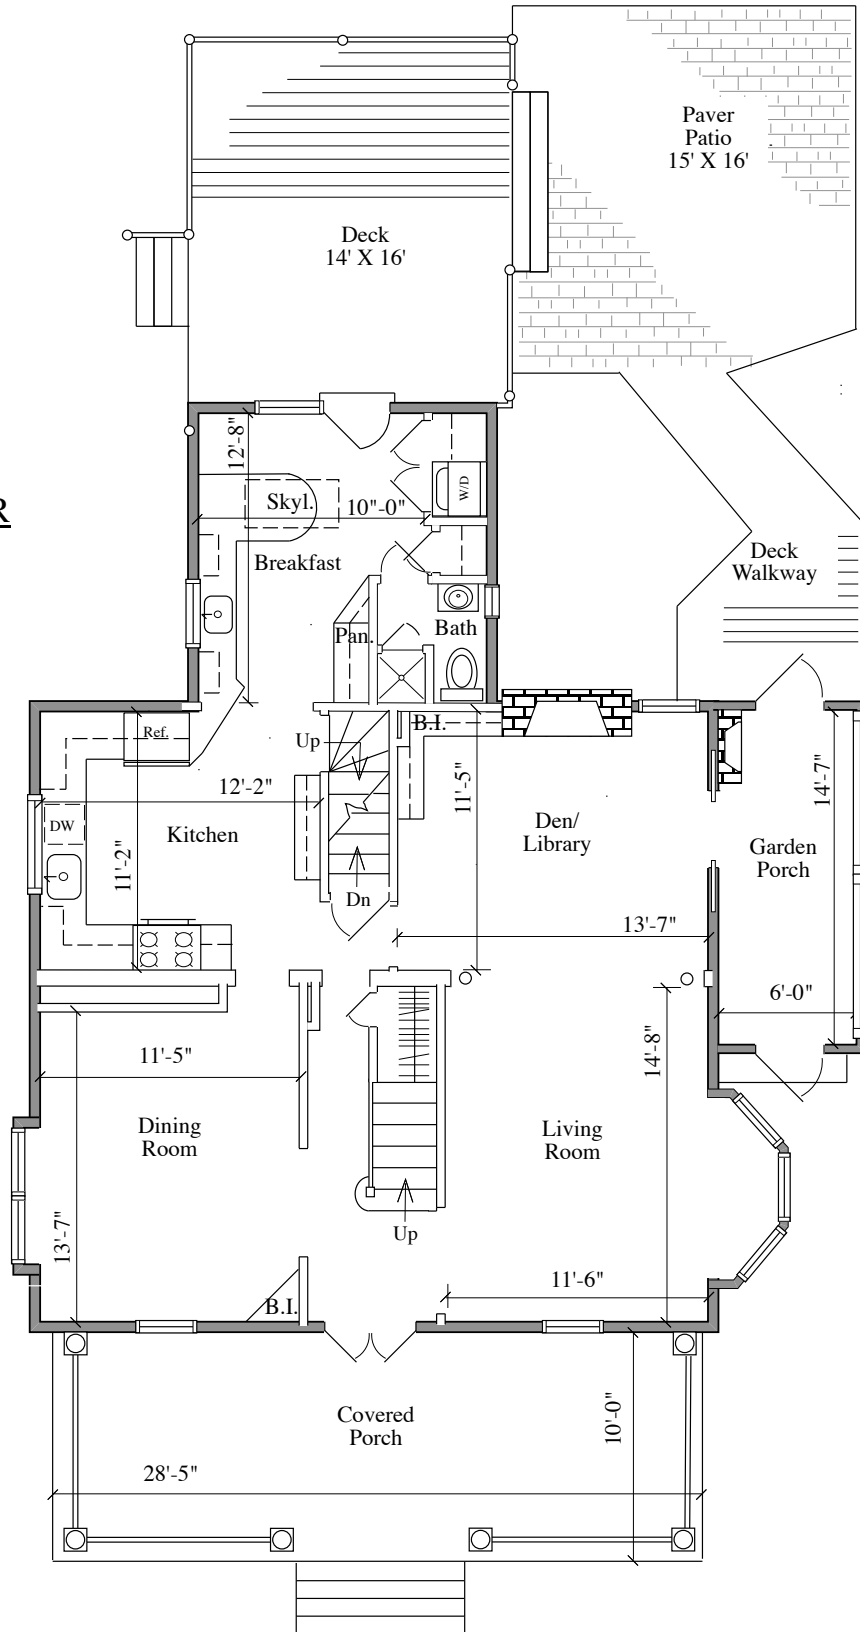 Paver
Patio
15' X 16'
Deck
14' X 16'
12'-8"
W/D
Skyl.
10"-0"
R
Breakfast
Deck
Walkway
Pan.
Bath
B.I.
Ref.
Up
12'-2"
11'-5"
14'-7"
DW
Kitchen
Den/
Library
Garden
Porch
11'-2"
Dn
13'-7"
6'-0"
11'-5"
14'-8"
Dining
Room
Living
Room
13'-7"
Up
11'-6"
B.I.
Covered
Porch
10'-0"
28'-5"